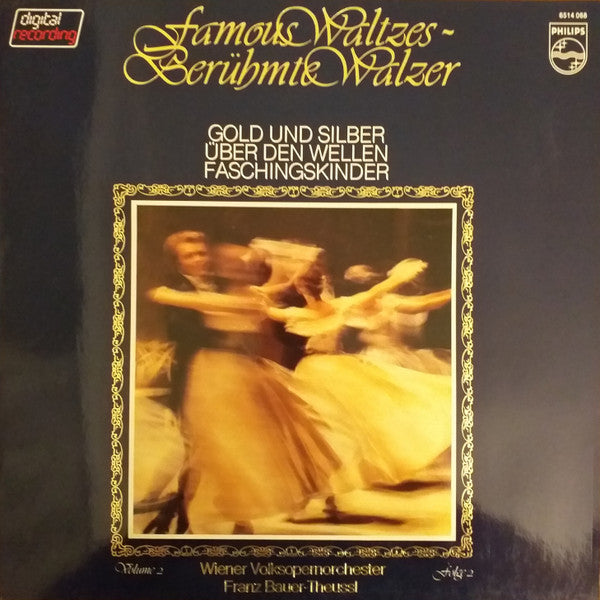 digital
recording
Famous Waltzes-
Berühmte Walzer
6514 068
PHILIPS
GOLD UND SILBER
ÜBER DEN WELLEN
FASCHINGSKINDER
Volume 2
Wiener Volksopernorchester
Franz Bauer-Theussl
Folge 2